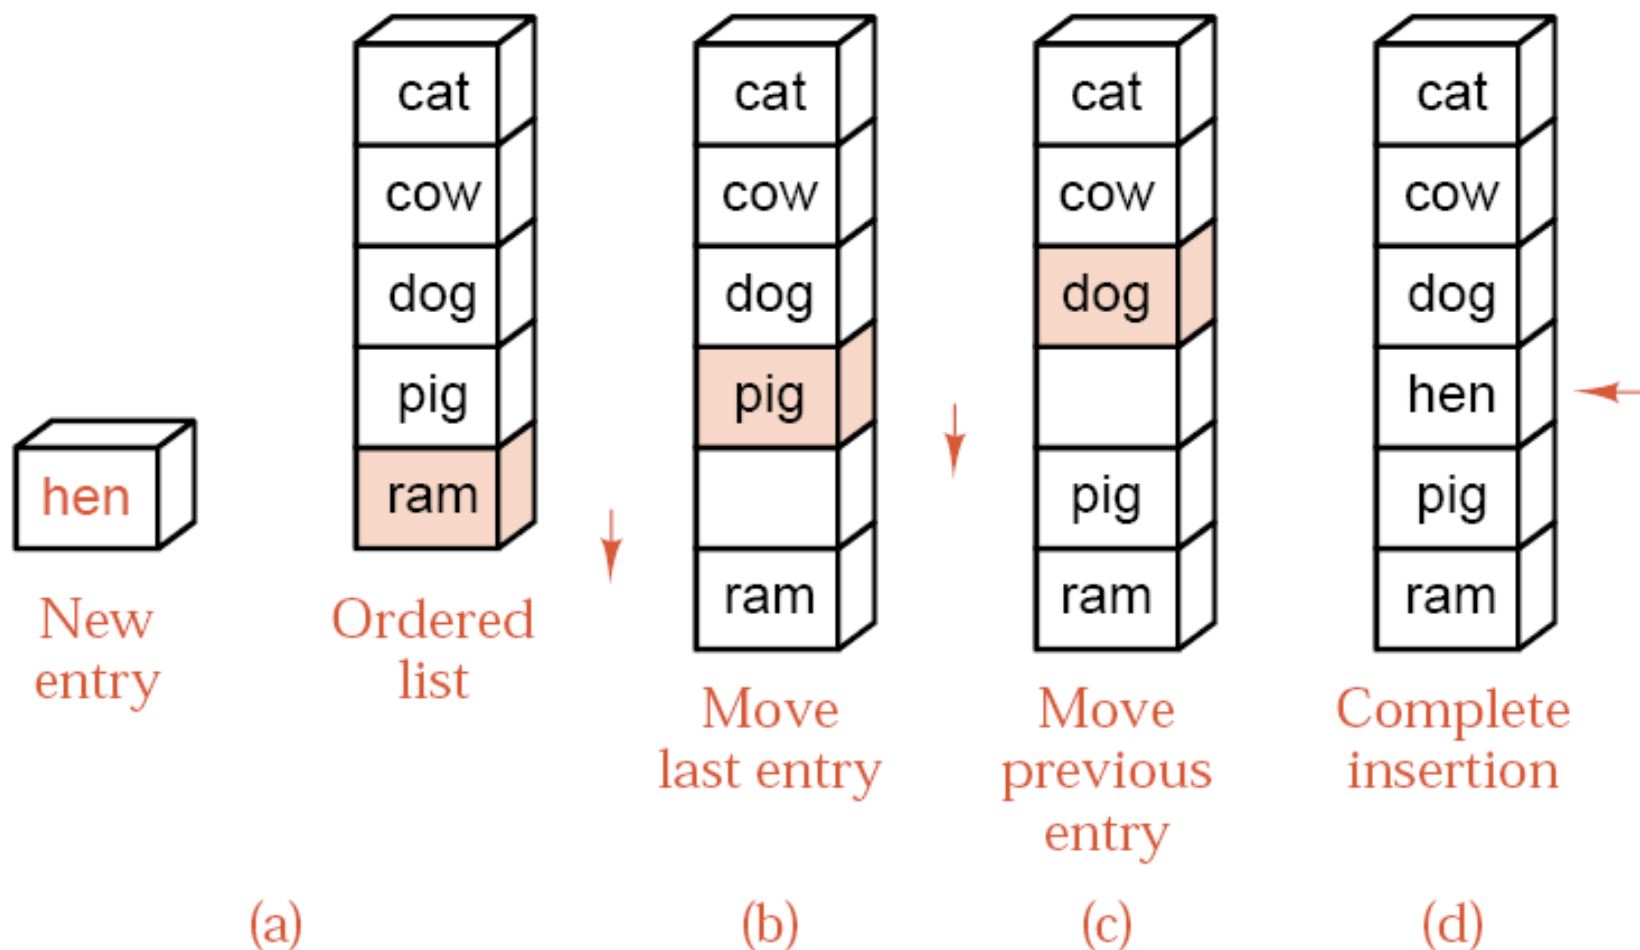 hen
New
entry
cat
cow
dog
pig
ram
Ordered
list
(a)
cat
cow
dog
pig
ram
Move
last entry
(b)
cat
cow
dog
pig
ram
Move
previous
entry
(c)
cat
cow
dog
hen
pig
ram
Complete
insertion
(d)